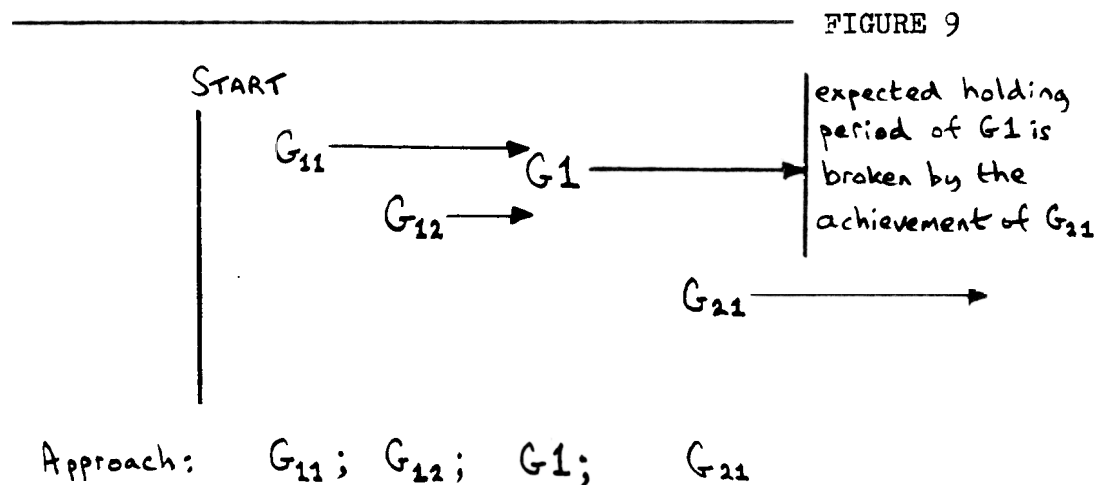 FIGURE 9
START
expected holding
period of G1 is
broken by the
achievement of G21
G11
G1
G12
G21
Approach: G11; G12; G1; G21